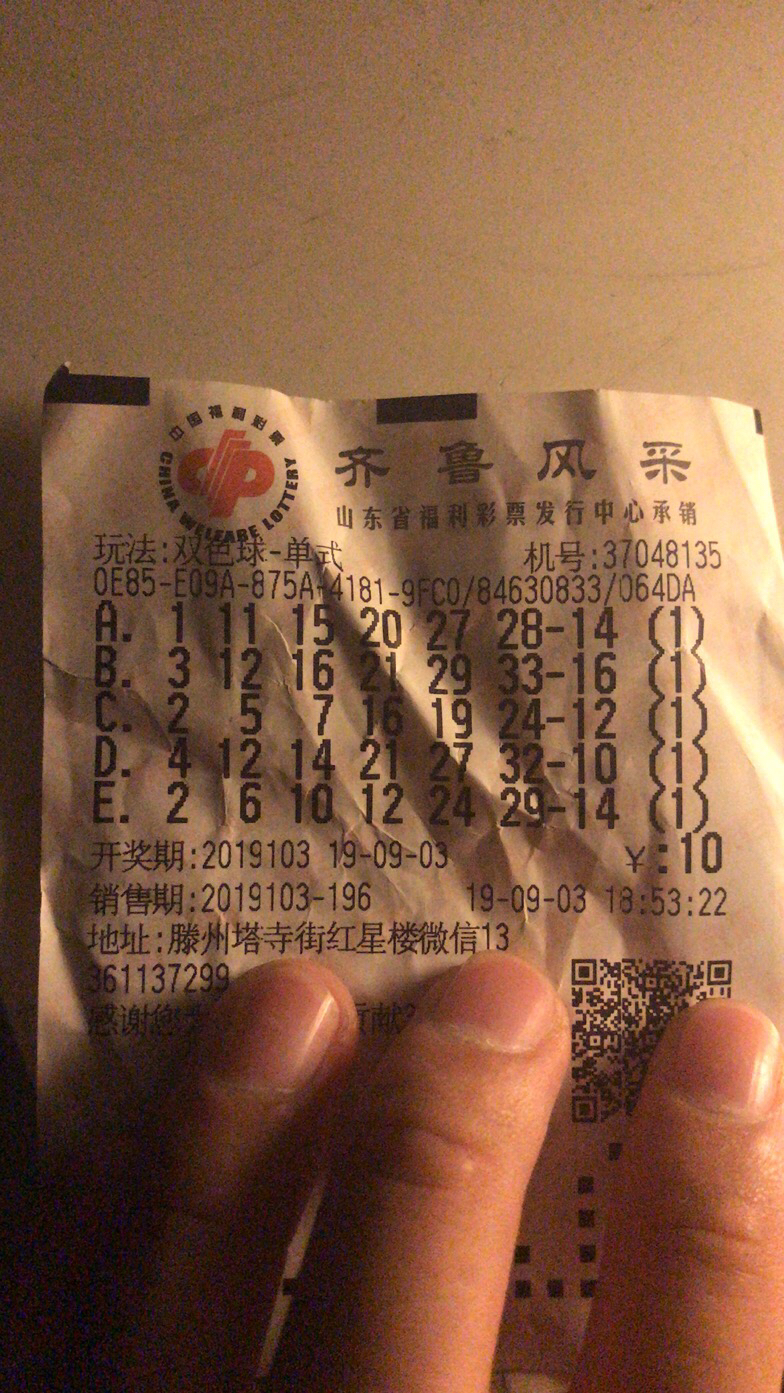 中国福利彩票
CHINA WELFARE LOTTERY
齐鲁风采
山东省福利彩票发行中心承销
玩法:双色球-单式 机号:37048135
0E85-E09A-875A-4181-9FC0/84630833/064DA
A. 1 11 15 20 27 28-14 (1)
B. 3 12 16 21 29 33-16 (1)
C. 2 5 7 16 19 24-12 (1)
D. 4 12 14 21 27 32-10 (1)
E. 2 6 10 12 24 29-14 (1)
开奖期:2019103 19-09-03 ¥:10
销售期:2019103-196 19-09-03 18:53:22
地址:滕州塔寺街红星楼微信13
361137299
感谢您 贡献